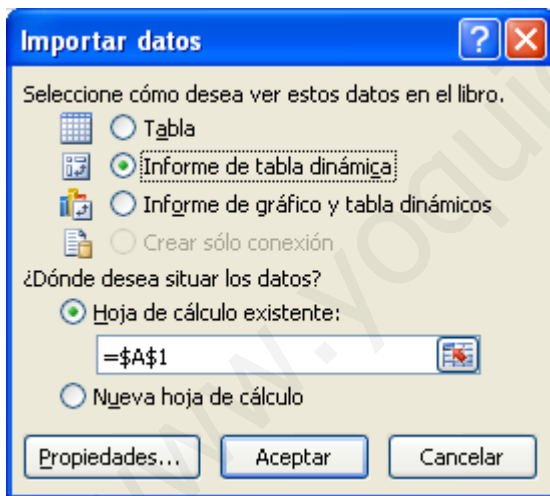 Importar datos
Seleccione cómo desea ver estos datos en el libro.
Tabla
Informe de tabla dinámica
Informe de gráfico y tabla dinámicos
Crear sólo conexión
¿Dónde desea situar los datos?
Hoja de cálculo existente:
=$A$1
Nueva hoja de cálculo
Propiedades... Aceptar Cancelar